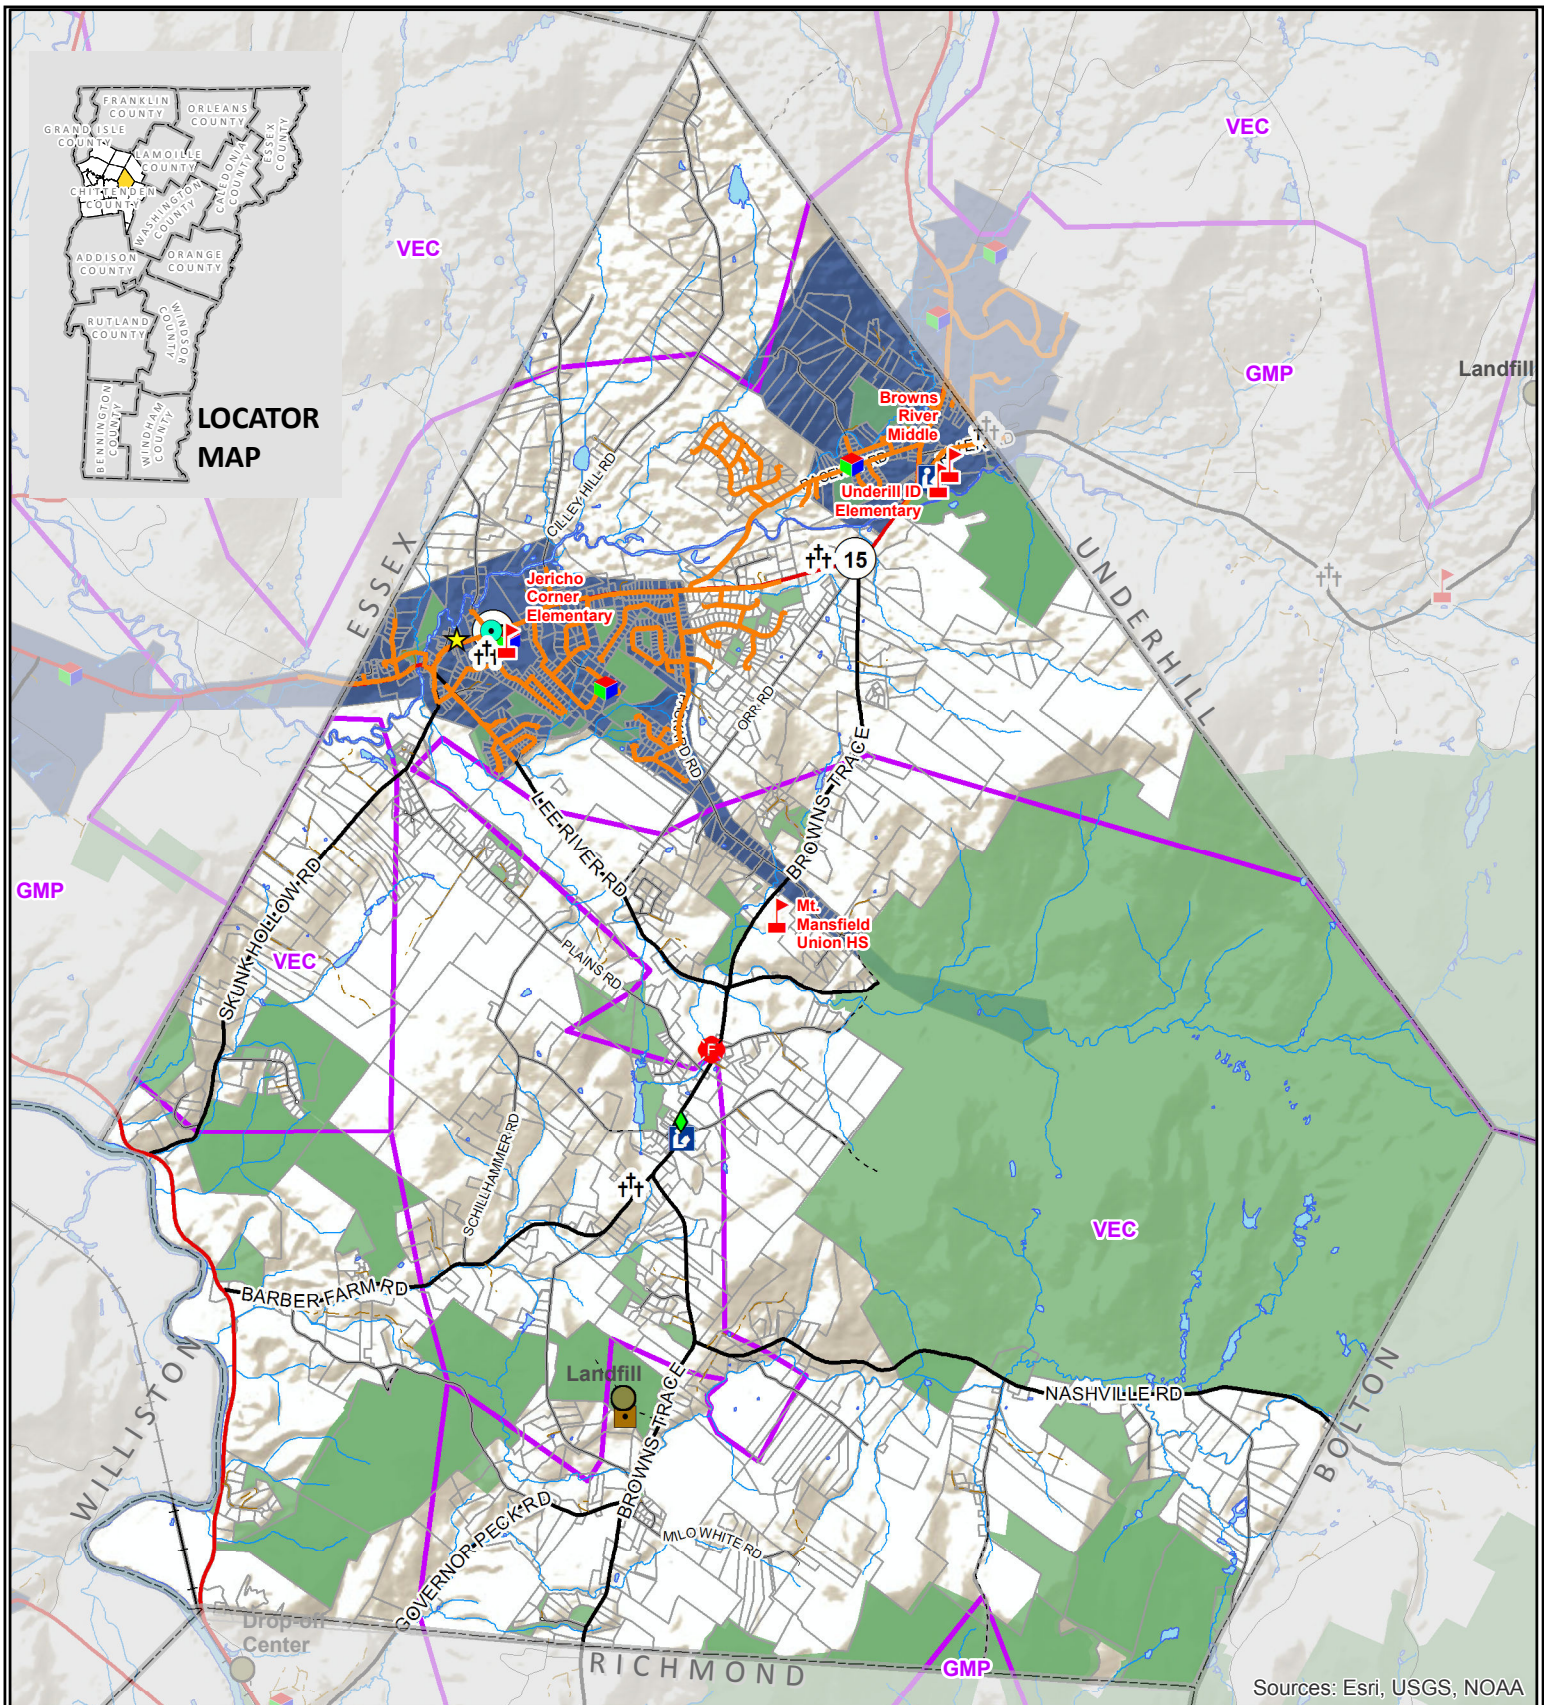 FRANKLIN
COUNTY
ORLEANS
COUNTY
ESSEX
COUNTY
GRAND ISLE
COUNTY
LAMOILLE
COUNTY
CALEDONIA
COUNTY
CHITTENDEN
COUNTY
WASHINGTON
COUNTY
ADDISON
COUNTY
ORANGE
COUNTY
RUTLAND
COUNTY
WINDSOR
COUNTY
BENNINGTON
COUNTY
WINDHAM
COUNTY
LOCATOR
MAP
VEC
VEC
GMP
Landfill
Browns
River
Middle
Underill ID
Elementary
CILLEY HILL RD
15
ESSEX
UNDERHILL
Jericho
Corner
Elementary
ORR RD
BROWNS TRACE
LEE RIVER RD
GMP
SKUNK HOLLOW RD
VEC
PLAINS RD
Mt.
Mansfield
Union HS
F
SCHILLHAMMER RD
VEC
BARBER FARM RD
WILLISTON
Landfill
BROWNS TRACE
NASHVILLE RD
BOLTON
GOVERNOR PECK RD
MILO WHITE RD
Drop-off
Center
RICHMOND
GMP
Sources: Esri, USGS, NOAA